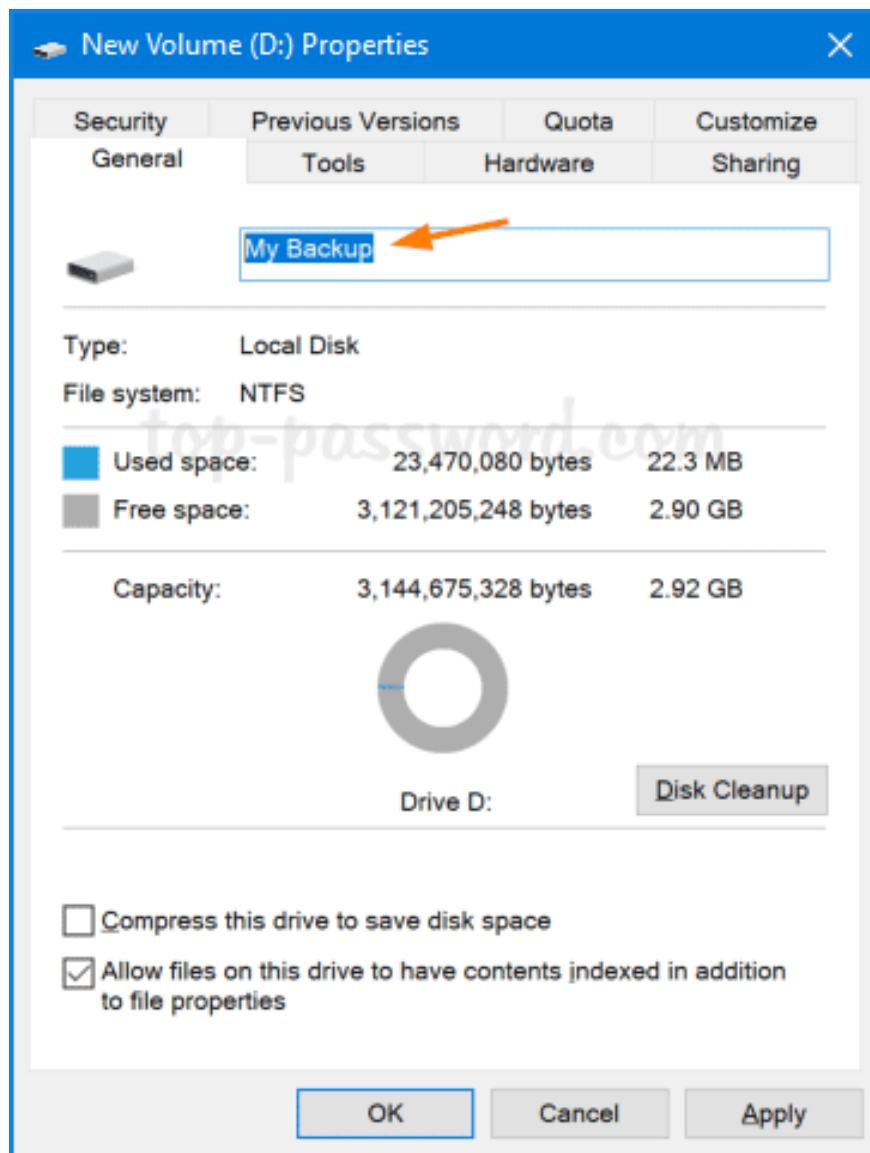 New Volume (D:) Properties
Security Previous Versions Quota Customize
General Tools Hardware Sharing
My Backup
Type: Local Disk
File system: NTFS
top-password.com
Used space: 23,470,080 bytes 22.3 MB
Free space: 3,121,205,248 bytes 2.90 GB
Capacity: 3,144,675,328 bytes 2.92 GB
Drive D:
Disk Cleanup
Compress this drive to save disk space
Allow files on this drive to have contents indexed in addition
to file properties
OK Cancel Apply